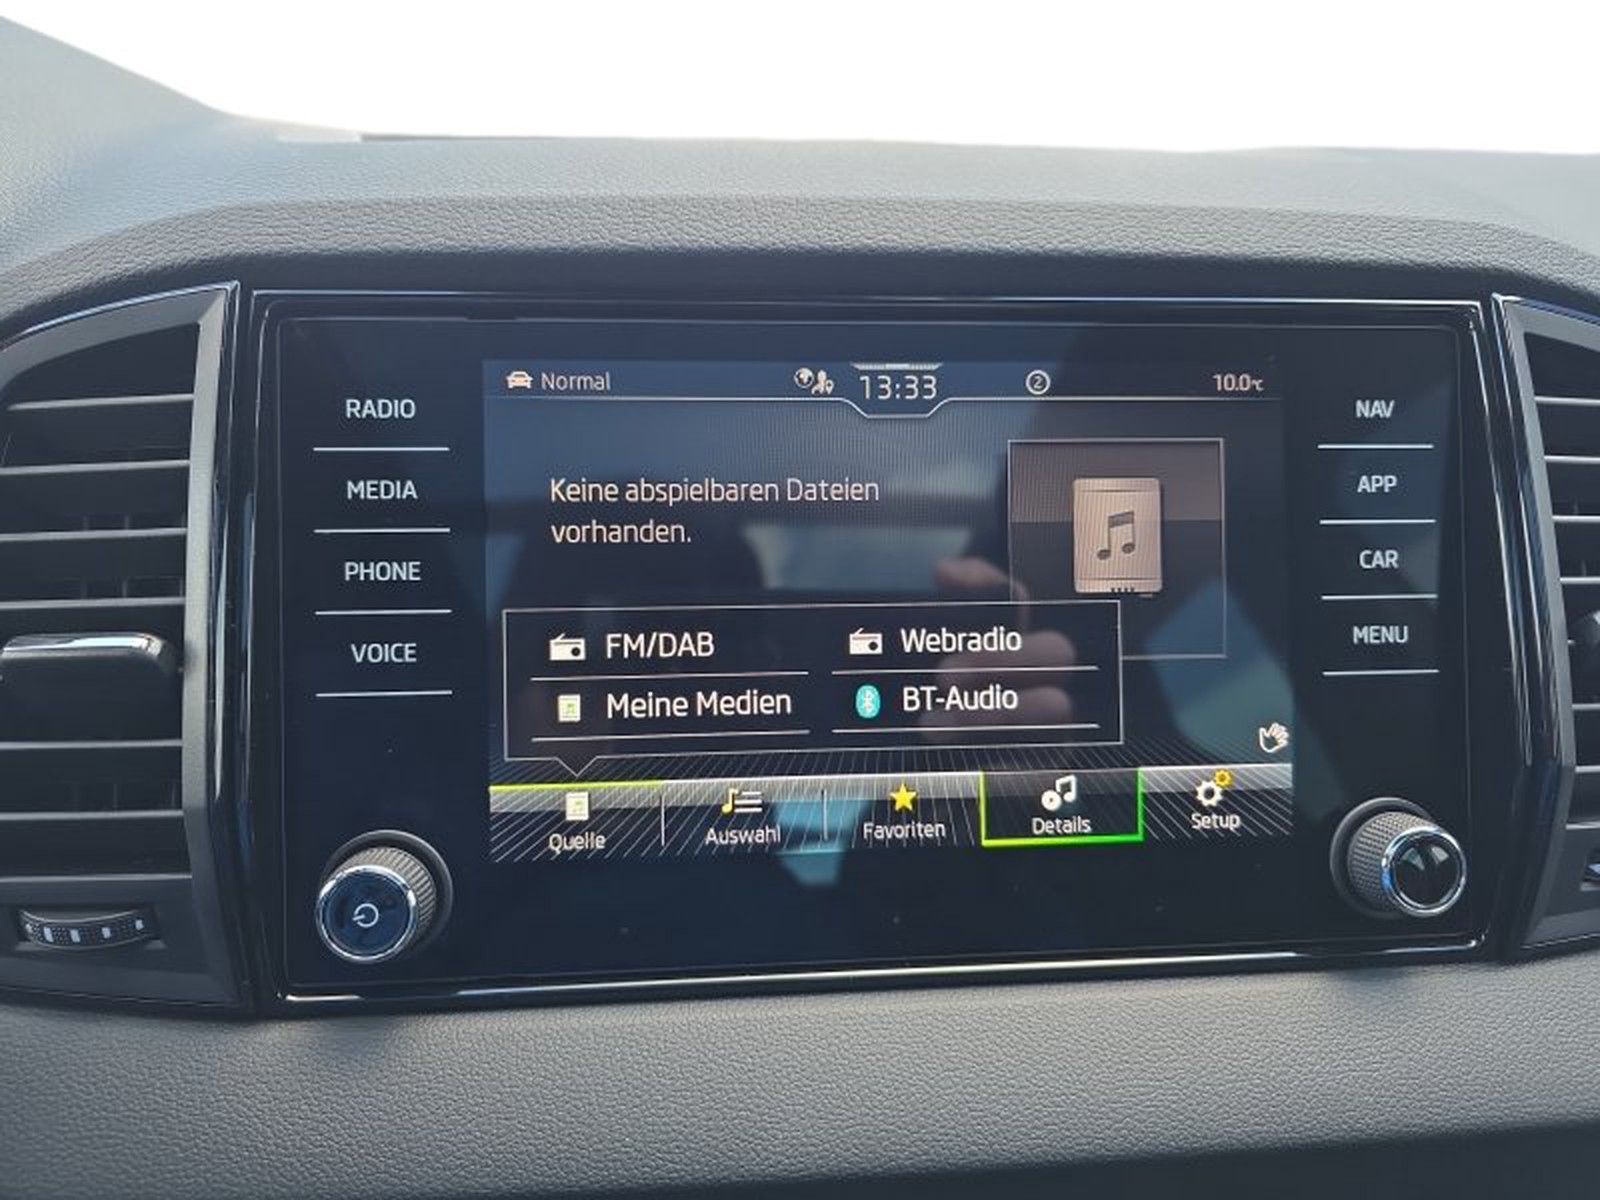 RADIO
MEDIA
PHONE
VOICE
Normal
13:33
2
10.0°C
Keine abspielbaren Dateien
vorhanden.
FM/DAB
Webradio
Meine Medien
BT-Audio
Quelle
Auswahl
Favoriten
Details
Setup
NAV
APP
CAR
MENU